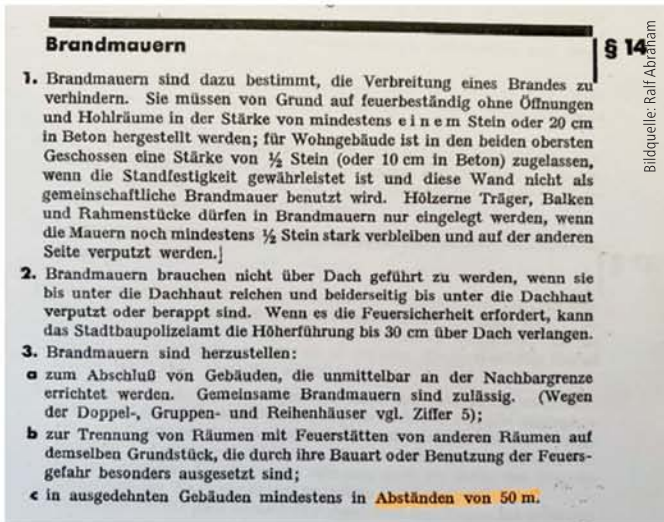 Brandmauern
§ 14
1. Brandmauern sind dazu bestimmt, die Verbreitung eines Brandes zu
verhindern. Sie müssen von Grund auf feuerbeständig ohne Öffnungen
und Hohlräume in der Stärke von mindestens einem Stein oder 20 cm
in Beton hergestellt werden; für Wohngebäude ist in den beiden obersten
Geschossen eine Stärke von ½ Stein (oder 10 cm in Beton) zugelassen,
wenn die Standfestigkeit gewährleistet ist und diese Wand nicht als
gemeinschaftliche Brandmauer benutzt wird. Hölzerne Träger, Balken
und Rahmenstücke dürfen in Brandmauern nur eingelegt werden, wenn
die Mauern noch mindestens ½ Stein stark verbleiben und auf der anderen
Seite verputzt werden.]
2. Brandmauern brauchen nicht über Dach geführt zu werden, wenn sie
bis unter die Dachhaut reichen und beiderseitig bis unter die Dachhaut
verputzt oder berappt sind. Wenn es die Feuersicherheit erfordert, kann
das Stadtbaupolizeiamt die Höherführung bis 30 cm über Dach verlangen.
3. Brandmauern sind herzustellen:
a zum Abschluß von Gebäuden, die unmittelbar an der Nachbargrenze
errichtet werden. Gemeinsame Brandmauern sind zulässig. (Wegen
der Doppel-, Gruppen- und Reihenhäuser vgl. Ziffer 5);
b zur Trennung von Räumen mit Feuerstätten von anderen Räumen auf
demselben Grundstück, die durch ihre Bauart oder Benutzung der Feuers-
gefahr besonders ausgesetzt sind;
c in ausgedehnten Gebäuden mindestens in Abständen von 50 m.
Bildquelle: Ralf Abraham